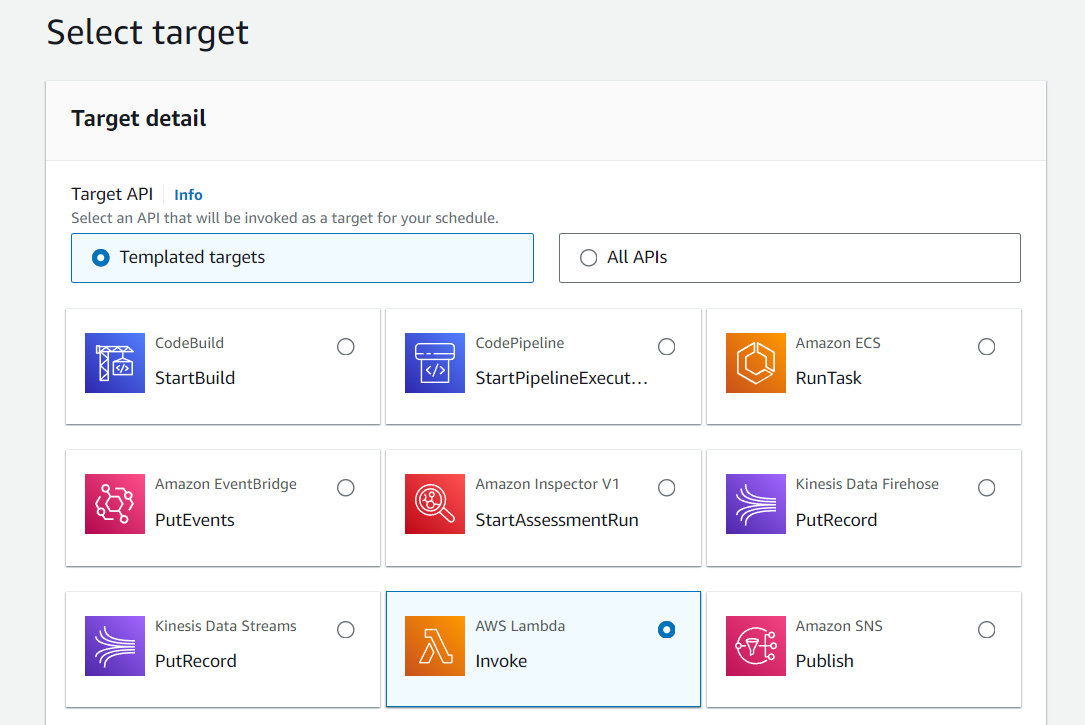 Select target
Target detail
Target API Info
Select an API that will be invoked as a target for your schedule.
Templated targets
All APIs
CodeBuild
StartBuild
CodePipeline
StartPipelineExecut...
Amazon ECS
RunTask
Amazon EventBridge
PutEvents
Amazon Inspector V1
StartAssessmentRun
Kinesis Data Firehose
PutRecord
Kinesis Data Streams
PutRecord
AWS Lambda
Invoke
Amazon SNS
Publish